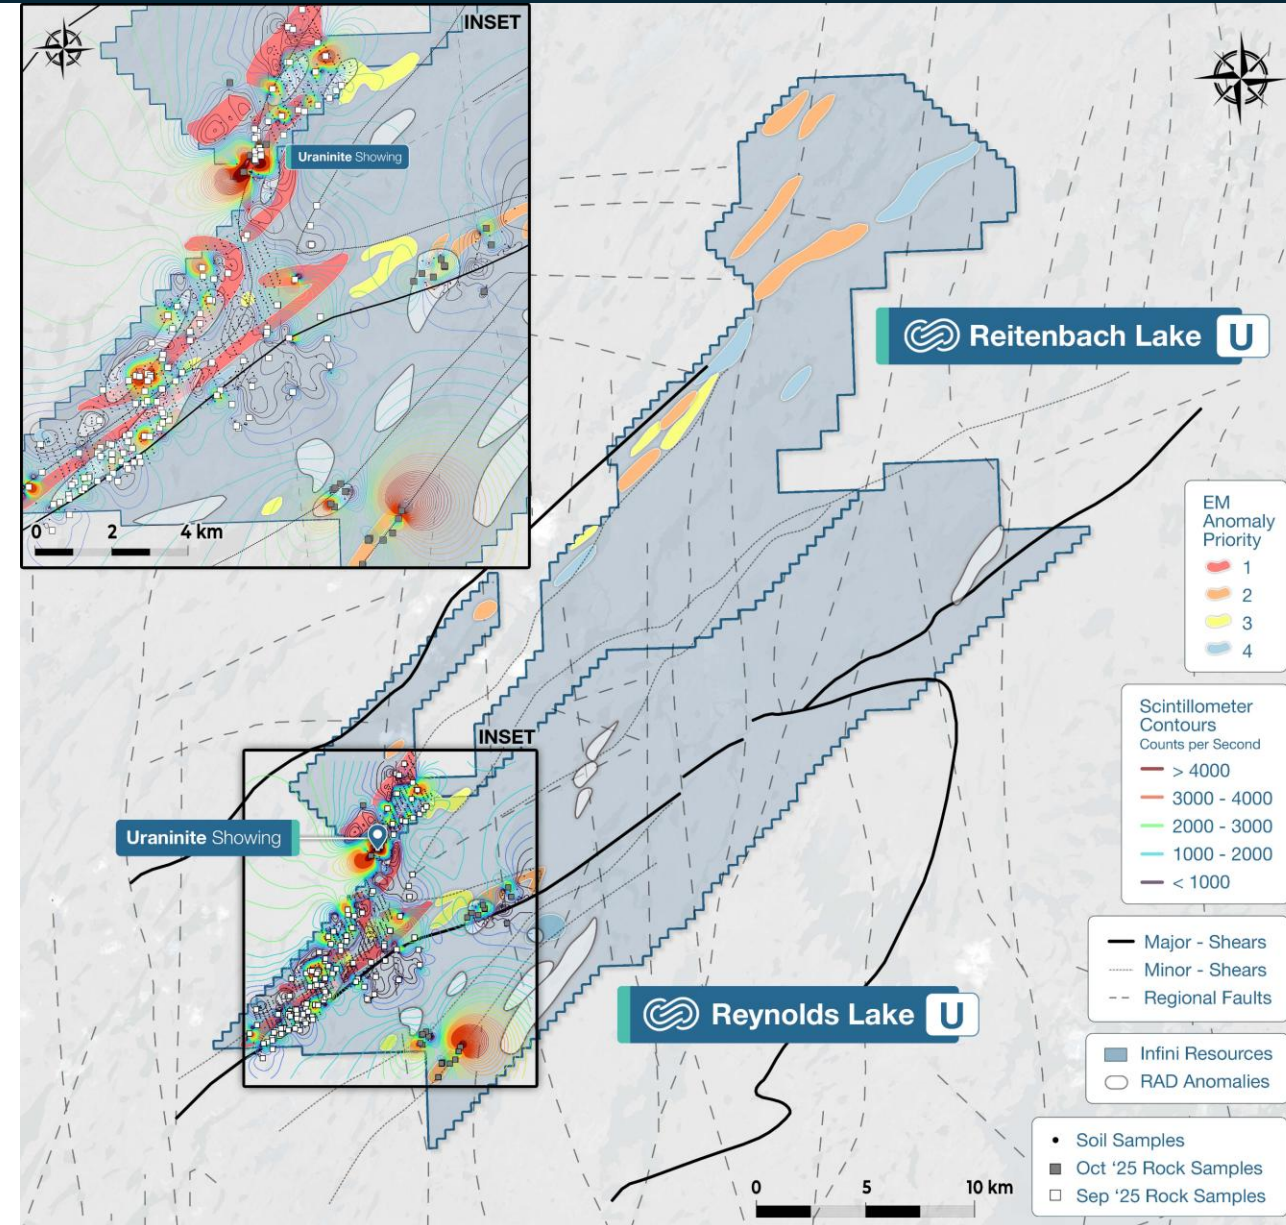 INSET
Uraninite Showing
0 2 4 km
Reitenbach Lake U
EM
Anomaly
Priority
1
2
3
4
Scintillometer
Contours
Counts per Second
> 4000
3000 - 4000
2000 - 3000
1000 - 2000
< 1000
INSET
Uraninite Showing
Reynolds Lake U
Major - Shears
Minor - Shears
Regional Faults
Infini Resources
RAD Anomalies
Soil Samples
Oct '25 Rock Samples
Sep '25 Rock Samples
0 5 10 km